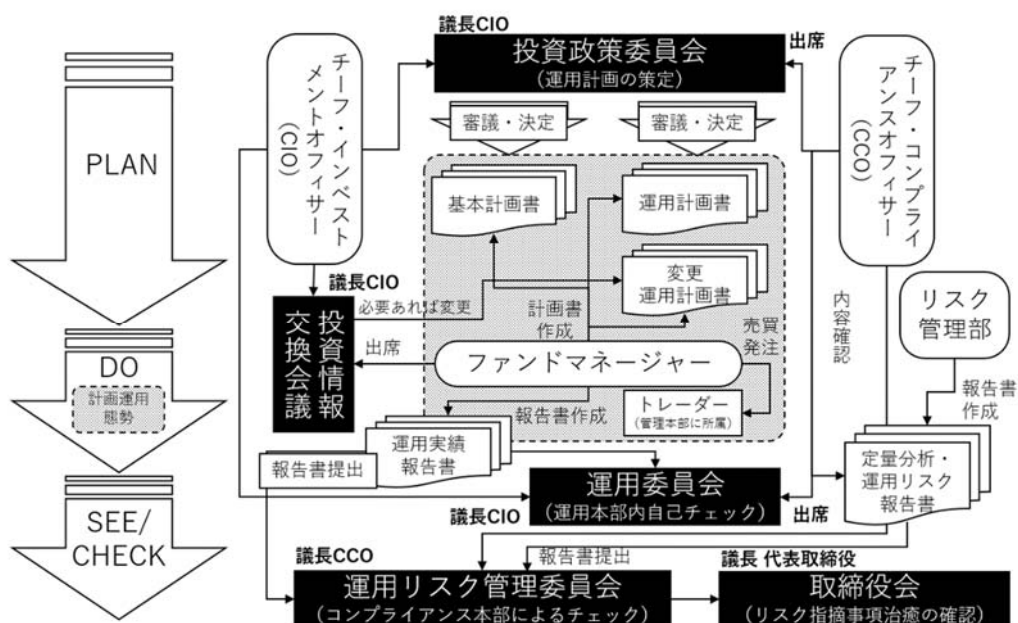 議長CIO
投資政策委員会
(運用計画の策定)
出席
チーフ・インベスト
メントオフィサー
(CIO)
チーフ・コンプライ
アンスオフィサー
(CCO)
PLAN
審議・決定
審議・決定
基本計画書
運用計画書
変更
運用計画書
議長CIO
必要あれば変更
投資情報
交換会議
計画書
作成
売買
発注
内容確認
リスク
管理部
DO
計画運用
態勢
出席
ファンドマネージャー
報告書作成
トレーダー
(管理本部に所属)
報告書
作成
運用実績
報告書
報告書提出
定量分析・
運用リスク
報告書
運用委員会
(運用本部内自己チェック)
議長CIO
出席
SEE/
CHECK
議長CCO
報告書提出
議長 代表取締役
運用リスク管理委員会
(コンプライアンス本部によるチェック)
取締役会
(リスク指摘事項治癒の確認)